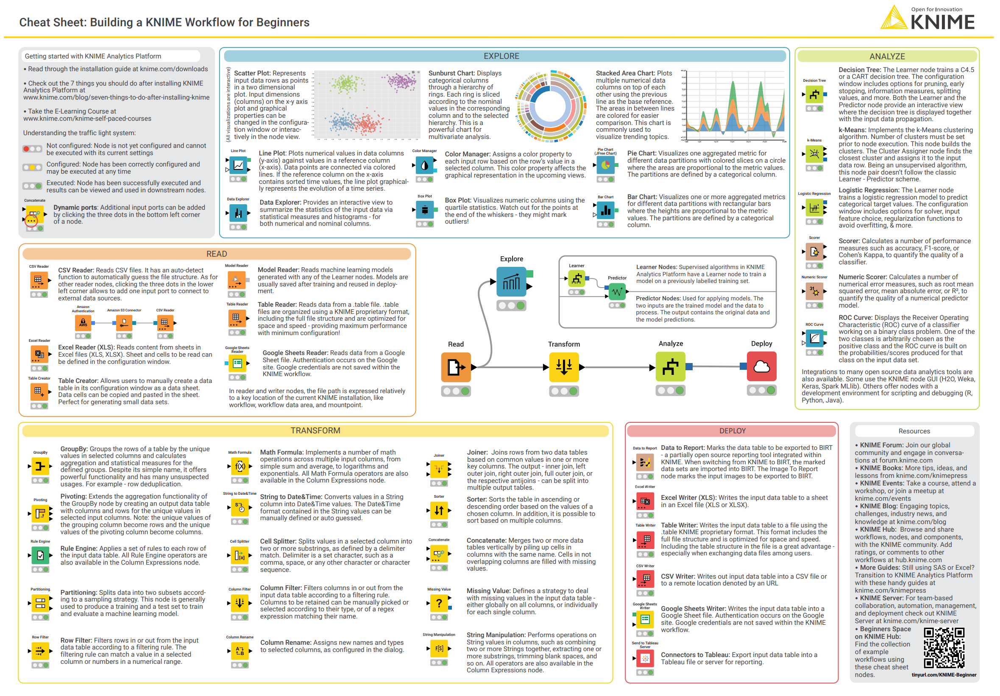 Cheat Sheet: Building a KNIME Workflow for Beginners
Open for Innovation
KNIME
Getting started with KNIME Analytics Platform
• Read through the installation guide at knime.com/downloads
• Check out the 7 things you should do after installing KNIME
Analytics Platform at
www.knime.com/blog/seven-things-to-do-after-installing-knime
• Take the E-Learning Course at
www.knime.com/knime-self-paced-courses
Understanding the traffic light system:
Not configured: Node is not yet configured and cannot
be executed with its current settings
Configured: Node has been correctly configured and
may be executed at any time
Executed: Node has been successfully executed and
results can be viewed and used in downstream nodes.
Concatenate
Dynamic ports: Additional input ports can be added
by clicking the three dots in the bottom left corner
of a node.
EXPLORE
(All visualizations are interactive)
Scatter Plot: Represents
input data rows as points
in a two dimensional
plot. Input dimensions
(columns) on the x-y axis
plot and graphical
properties can be
changed in the configura-
tion window or interac-
tively in the node view.
Sunburst Chart: Displays
categorical columns
through a hierarchy of
rings. Each ring is sliced
according to the nominal
values in the corresponding
column and to the selected
hierarchy. This is a
powerful chart for
multivariate analysis.
Stacked Area Chart: Plots
multiple numerical data
columns on top of each
other using the previous
line as the base reference.
The areas in between lines
are colored for easier
comparison. This chart is
commonly used to
visualize trending topics.
Line Plot
Line Plot: Plots numerical values in data columns
(y-axis) against values in a reference column
(x-axis). Data points are connected via colored
lines. If the reference column on the x-axis
contains sorted time values, the line plot graphical-
ly represents the evolution of a time series.
Color Manager
Color Manager: Assigns a color property to
each input row based on the row's value in a
selected column. This color property affects the
graphical representation in the upcoming views.
Pie Chart
(JFree Chart)
Pie Chart: Visualizes one aggregated metric for
different data partitions with colored slices on a circle
where the areas are proportional to the metric values.
The partitions are defined by a categorical column.
Data Explorer
Data Explorer: Provides an interactive view to
summarize the statistics of the input data via
statistical measures and histograms - for
both numerical and nominal columns.
Box Plot
Box Plot: Visualizes numeric columns using the
quartile statistics. Watch out for the points at
the end of the whiskers - they might mark
outliers!
Bar Chart
Bar Chart: Visualizes one or more aggregated metrics
for different data partitions with rectangular bars
where the heights are proportional to the metric
values. The partitions are defined by a categorical
column.
ANALYZE
Decision Tree
Decision Tree: The Learner node trains a C4.5
or a CART decision tree. The configuration
window includes options for pruning, early
stopping, information measures, splitting
values, and more. Both the Learner and the
Predictor node provide an interactive view
where the decision tree is displayed together
with the input data propagation.
k-Means
k-Means: Implements the k-Means clustering
algorithm. Number of clusters must be set
prior to node execution. This node builds the
clusters. The Cluster Assigner node finds the
closest cluster and assigns it to the input
data row. Being an unsupervised algorithm,
this node pair doesn't follow the classic
Learner - Predictor scheme.
Logistic Regression
Logistic Regression: The Learner node
trains a logistic regression model to predict
categorical target values. The configuration
window includes options for solver, input
feature choice, regularization functions to
avoid overfitting, & more.
Scorer
Scorer: Calculates a number of performance
measures such as accuracy, F1-score, or
Cohen's Kappa, to quantify the quality of a
classifier.
Numeric Scorer
31
Numeric Scorer: Calculates a number of
numerical error measures, such as root mean
squared error, mean absolute error, or R², to
quantify the quality of a numerical predictor
model.
ROC Curve
ROC Curve: Displays the Receiver Operating
Characteristic (ROC) curve of a classifier
working on a binary class problem. One of the
two classes is arbitrarily chosen as the
positive class and the ROC curve is built on
the probabilities/scores produced for that
class on the input data set.
Integrations to many open source data analytics tools are
also available. Some use the KNIME node GUI (H2O, Weka,
Keras, Spark MLlib). Others offer nodes with a
development environment for scripting and debugging (R,
Python, Java).
READ
CSV Reader
CSV Reader: Reads CSV files. It has an auto-detect
function to automatically guess the file structure. As for
other reader nodes, clicking the three dots in the lower
left corner allows to add one input port to connect to
external data sources.
Amazon
Authentication
AWS
Amazon S3 Connector
CSV Reader
Excel Reader
Excel Reader (XLS): Reads content from sheets in
Excel files (XLS, XLSX). Sheet and cells to be read can
be defined in the configuration window.
Table Creator
Table Creator: Allows users to manually create a data
table in its configuration window as a data sheet.
Data cells can be copied and pasted in the sheet.
Perfect for generating small data sets.
Model Reader
Model Reader: Reads machine learning models
generated with any of the Learner nodes. Models are
usually saved after training and reused in deploy-
ment.
Table Reader
Table Reader: Reads data from a .table file. .table
files are organized using a KNIME proprietary format,
including the full file structure and are optimized for
space and speed - providing maximum performance
with minimum configuration!
Google Sheets
Reader
Google Sheets Reader: Reads data from a Google
Sheet file. Authentication occurs on the Google
site. Google credentials are not saved within the
KNIME workflow.
In reader and writer nodes, the file path is expressed relatively
to a key location of the current KNIME installation, like
workflow, workflow data area, and mountpoint.
Explore
Learner
Predictor
Learner Nodes: Supervised algorithms in KNIME
Analytics Platform have a Learner node to train a
model on a previously labelled training set.
Predictor Nodes: Used for applying models. The
two inputs are the trained model and the data to
process. The output contains the original data and
the model predictions.
Read
Transform
Analyze
Deploy
TRANSFORM
GroupBy
GroupBy: Groups the rows of a table by the unique
values in selected columns and calculates
aggregation and statistical measures for the
defined groups. Despite its simple name, it offers
powerful functionality and has many unsuspected
usages. For example - row deduplication.
Pivoting
Pivoting: Extends the aggregation functionality of
the GroupBy node by creating an output data table
with columns and rows for the unique values in
selected input columns. Note: the unique values of
the grouping column become rows and the unique
values of the pivoting column become columns.
Rule Engine
Rule Engine: Applies a set of rules to each row of
the input data table. All Rule Engine operators are
also available in the Column Expressions node.
Partitioning
Partitioning: Splits data into two subsets accord-
ing to a sampling strategy. This node is generally
used to produce a training and a test set to train
and evaluate a machine learning model.
Row Filter
Row Filter: Filters rows in or out from the input
data table according to a filtering rule. The
filtering rule can match a value in a selected
column or numbers in a numerical range.
Math Formula
f(x)
Math Formula: Implements a number of math
operations across multiple input columns, from
simple sum and average, to logarithms and
exponentials. All Math Formula operators are also
available in the Column Expressions node.
String to Date&Time
S
String to Date&Time: Converts values in a String
column into Date&Time values. The Date&Time
format contained in the String values can be
manually defined or auto guessed.
Cell Splitter
[a]
Cell Splitter: Splits values in a selected column into
two or more substrings, as defined by a delimiter
match. Delimiter is a set character, such as a
comma, space, or any other character or character
sequence.
Column Filter
Column Filter: Filters columns in or out from the
input data table according to a filtering rule.
Columns to be retained can be manually picked or
selected according to their type, or of a regex
expression matching their name.
Column Rename
A
B
Column Rename: Assigns new names and types
to selected columns, as configured in the dialog.
Joiner
Joiner: Joins rows from two data tables
based on common values in one or more
key columns. The output - inner join, left
outer join, right outer join, full outer join, or
the respective antijoins - can be split into
multiple output tables.
Sorter
Sorter: Sorts the table in ascending or
descending order based on the values of a
chosen column. In addition, it is possible to
sort based on multiple columns.
Concatenate
Concatenate: Merges two or more data
tables vertically by piling up cells in
columns with the same name. Cells in not
overlapping columns are filled with missing
values.
Missing Value
?
Missing Value: Defines a strategy to deal
with missing values in the input data table -
either globally on all columns, or individually
for each single column.
String Manipulation
F[S]
String Manipulation: Performs operations on
String values in columns, such as combining
two or more Strings together, extracting one or
more substrings, trimming blank spaces, and
so on. All operators are also available in the
Column Expressions node.
DEPLOY
Data to Report
Data to Report: Marks the data table to be exported to BIRT
- a partially open source reporting tool integrated within
KNIME. When switching from KNIME to BIRT, the marked
data sets are imported into BIRT. The Image To Report
node marks the input images to be exported to BIRT.
Excel Writer
Excel Writer (XLS): Writes the input data table to a sheet
in an Excel file (XLS or XLSX).
Table Writer
Table Writer: Writes the input data table to a file using the
.table KNIME proprietary format. This format includes the
full file structure and is optimized for space and speed.
Including the table structure in the file is a great advantage -
especially when exchanging data files among users.
CSV Writer
CSV Writer: Writes out input data table into a CSV file or
to a remote location denoted by an URL
Google Sheets
Writer
Google Sheets Writer: Writes the input data table into a
Google Sheet file. Authentication occurs on the Google
site. Google credentials are not saved within the KNIME
workflow.
Send to Tableau
Server
Connectors to Tableau: Export input data table into a
Tableau file or server for reporting.
Resources
• KNIME Forum: Join our global
community and engage in conversa-
tions at forum.knime.com
• KNIME Books: More tips, ideas, and
lessons from knime.com/knimepress
• KNIME Events: Take a course, attend a
workshop, or join a meetup at
knime.com/events
• KNIME Blog: Engaging topics,
challenges, industry news, and
knowledge at knime.com/blog
• KNIME Hub: Browse and share
workflows, nodes, and components,
with the KNIME community. Add
ratings, or comments to other
workflows at hub.knime.com
• More Guides: Still using SAS or Excel?
Transition to KNIME Analytics Platform
with these handy guides at
knime.com/knimepress
• KNIME Server: For team-based
collaboration, automation, management,
and deployment check out KNIME
Server at knime.com/knime-server
• Beginners Space
on KNIME Hub:
Find the collection
of example
workflows using
these cheat sheet
nodes.
tinyurl.com/KNIME-Beginner